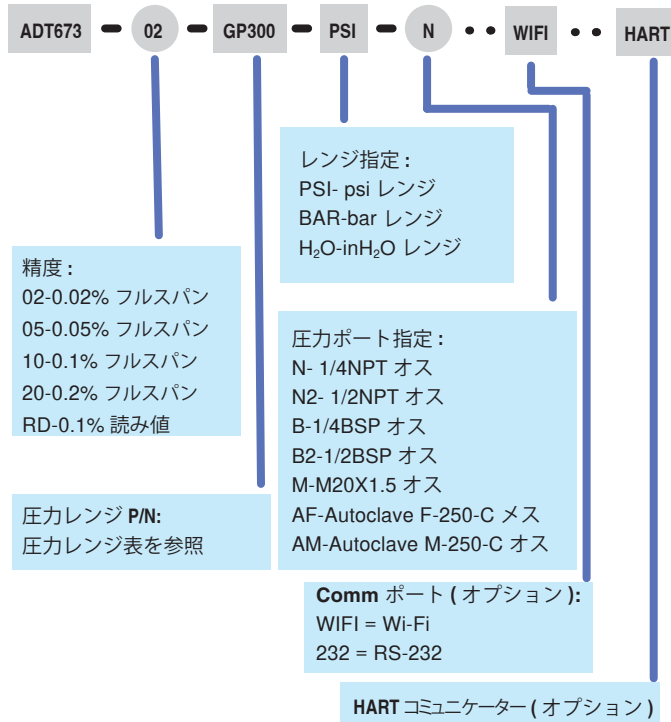 ADT673 – 02 – GP300 – PSI – N •• WIFI •• HART
レンジ指定 :
PSI- psi レンジ
BAR-bar レンジ
H₂O-inH₂O レンジ
精度 :
02-0.02% フルスパン
05-0.05% フルスパン
10-0.1% フルスパン
20-0.2% フルスパン
RD-0.1% 読み値
圧力ポート指定 :
N- 1/4NPT オス
N2- 1/2NPT オス
B-1/4BSP オス
B2-1/2BSP オス
M-M20X1.5 オス
AF-Autoclave F-250-C メス
AM-Autoclave M-250-C オス
圧力レンジ P/N:
圧力レンジ表を参照
Comm ポート ( オプション ):
WIFI = Wi-Fi
232 = RS-232
HART コミュニケーター ( オプション )